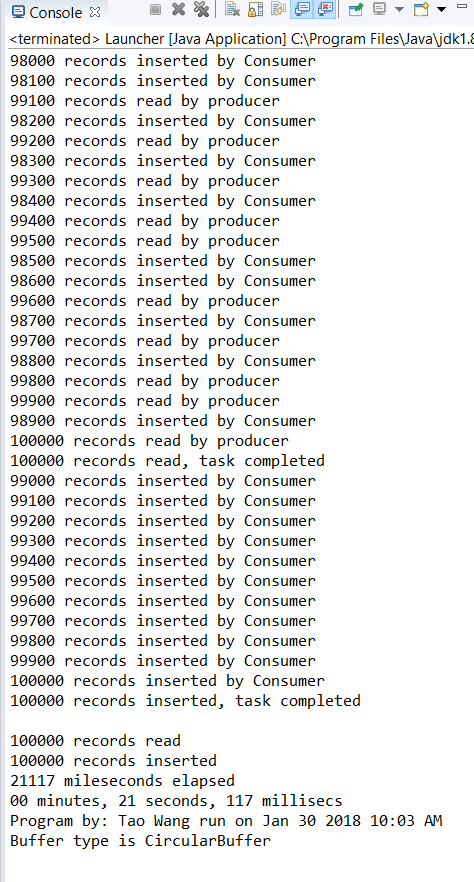 Console
<terminated> Launcher [Java Application] C:\Program Files\Java\jdk1.8
98000 records inserted by Consumer
98100 records inserted by Consumer
99100 records read by producer
98200 records inserted by Consumer
99200 records read by producer
98300 records inserted by Consumer
99300 records read by producer
98400 records inserted by Consumer
99400 records read by producer
99500 records read by producer
98500 records inserted by Consumer
98600 records inserted by Consumer
99600 records read by producer
98700 records inserted by Consumer
99700 records read by producer
98800 records inserted by Consumer
99800 records read by producer
99900 records read by producer
98900 records inserted by Consumer
100000 records read by producer
100000 records read, task completed
99000 records inserted by Consumer
99100 records inserted by Consumer
99200 records inserted by Consumer
99300 records inserted by Consumer
99400 records inserted by Consumer
99500 records inserted by Consumer
99600 records inserted by Consumer
99700 records inserted by Consumer
99800 records inserted by Consumer
99900 records inserted by Consumer
100000 records inserted by Consumer
100000 records inserted, task completed
100000 records read
100000 records inserted
21117 mileseconds elapsed
00 minutes, 21 seconds, 117 millisecs
Program by: Tao Wang run on Jan 30 2018 10:03 AM
Buffer type is CircularBuffer